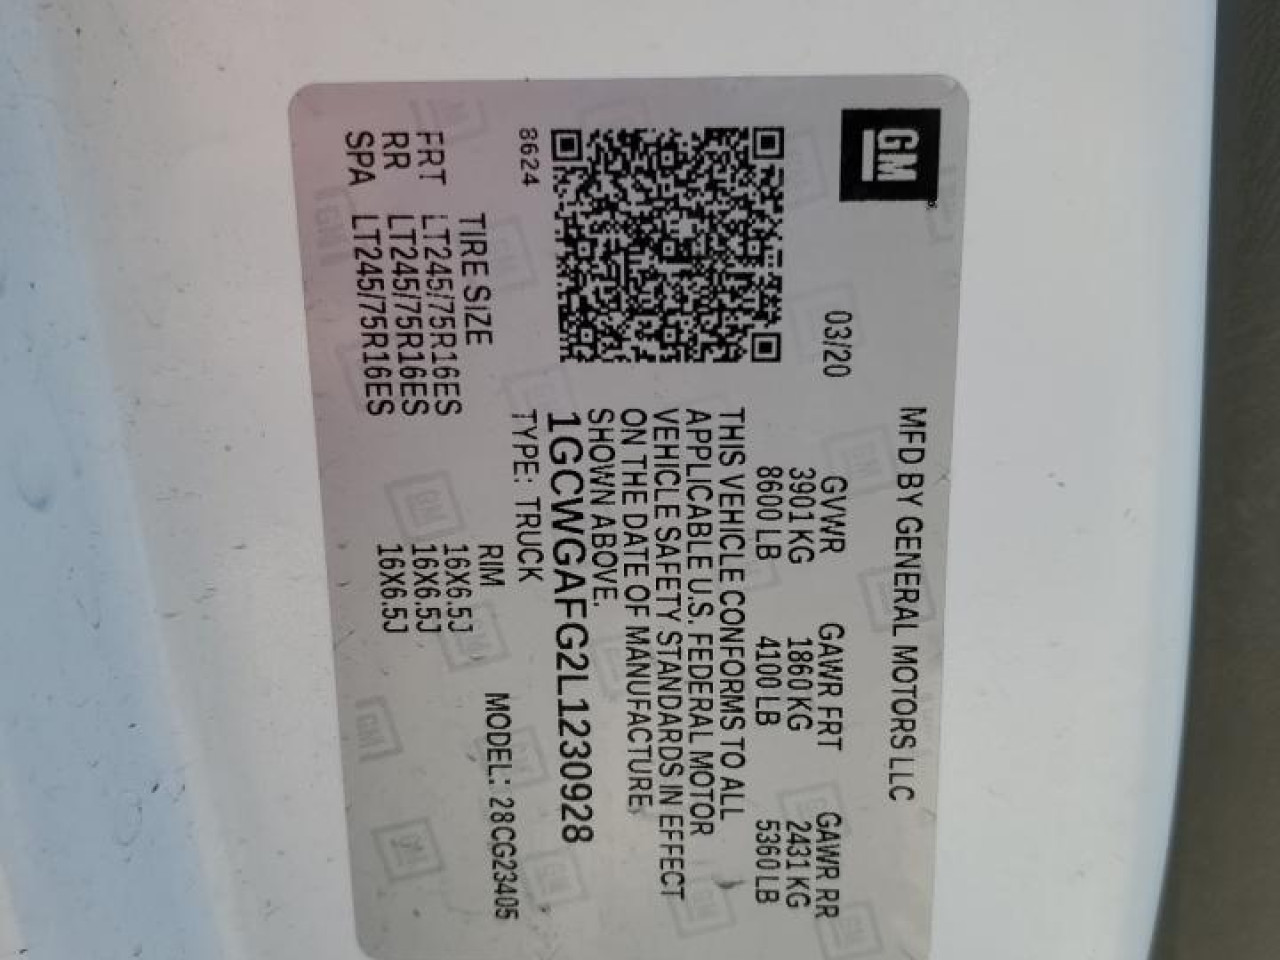 GM
MFD BY GENERAL MOTORS LLC
03/20 GVWR GAWR FRT GAWR RR
3901 KG 1860 KG 2431 KG
8600 LB 4100 LB 5360 LB
THIS VEHICLE CONFORMS TO ALL
APPLICABLE U.S. FEDERAL MOTOR
VEHICLE SAFETY STANDARDS IN EFFECT
ON THE DATE OF MANUFACTURE
SHOWN ABOVE.
1GCWGAFG2L1230928
8624 TYPE: TRUCK
MODEL: 28CG23405
TIRE SIZE RIM
FRT LT245/75R16ES 16X6.5J
RR LT245/75R16ES 16X6.5J
SPA LT245/75R16ES 16X6.5J